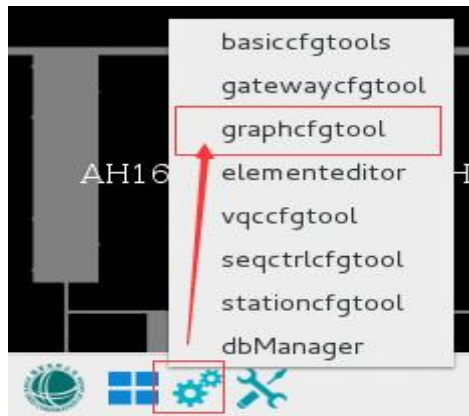 basiccfgtools
gatewaycfgtool
graphcfgtool
AH16
elementeditor
vqccfgtool
seqctrlcfgtool
stationcfgtool
dbManager